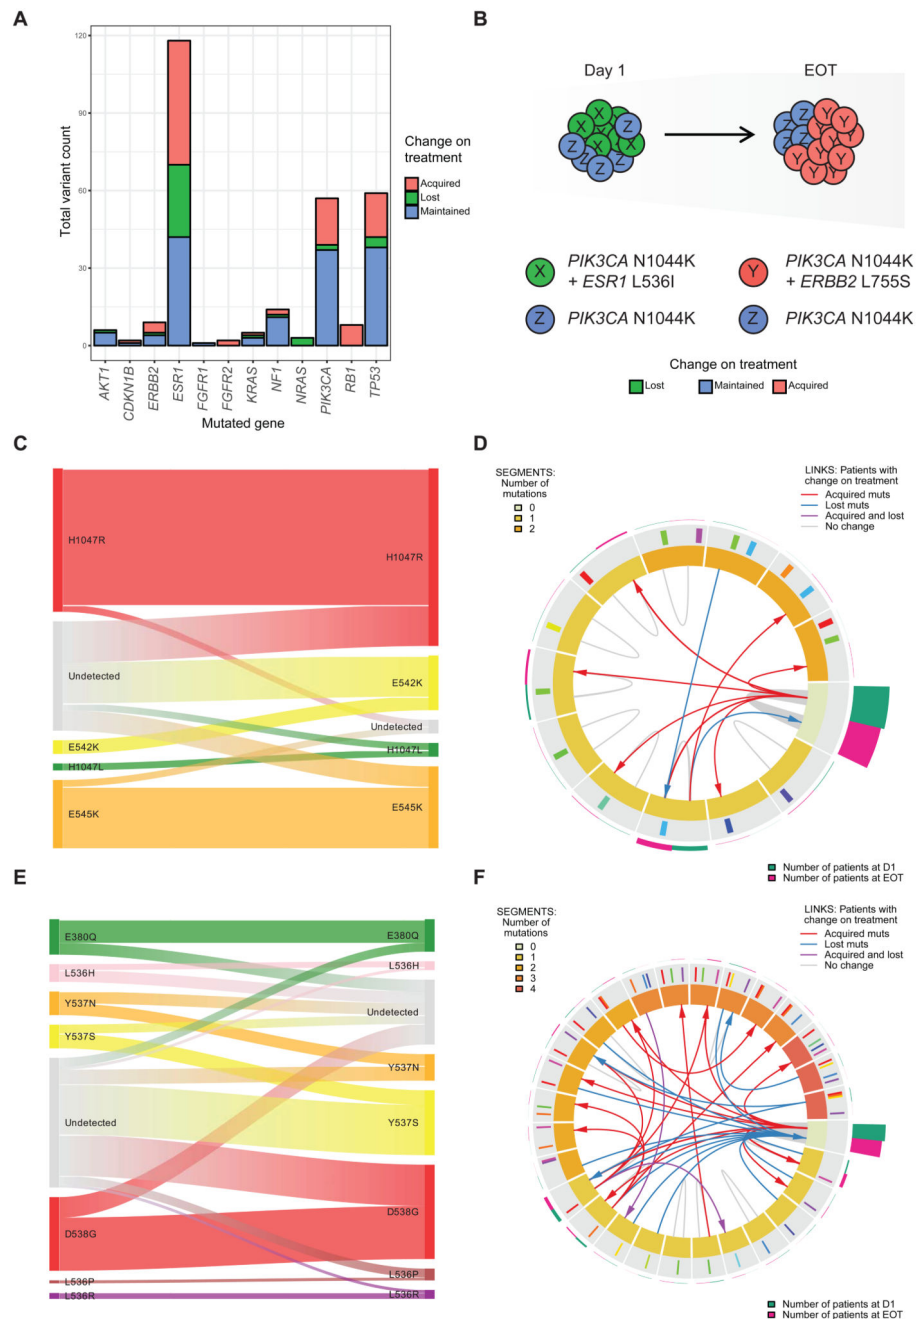 A
120
90
60
30
0
Total variant count
AKT1
CDKN1B
ERBB2
ESR1
FGFR1
FGFR2
KRAS
NF1
NRAS
PIK3CA
RB1
TP53
Mutated gene
Change on
treatment
Acquired
Lost
Maintained
B
Day 1
EOT
X
X
X
X
Z
Z
Z
Z
Z
Z
Z
Z
Z
Z
Y
Y
Y
Y
Y
Y
Y
Y
Y
X
PIK3CA N1044K
+ ESR1 L536I
Y
PIK3CA N1044K
+ ERBB2 L755S
Z
PIK3CA N1044K
Z
PIK3CA N1044K
Change on treatment
Lost
Maintained
Acquired
C
H1047R
Undetected
E542K
H1047L
E545K
H1047R
E542K
Undetected
H1047L
E545K
D
SEGMENTS:
Number of
mutations
0
1
2
LINKS: Patients with
change on treatment
Acquired muts
Lost muts
Acquired and lost
No change
Number of patients at D1
Number of patients at EOT
E
E380Q
L536H
Y537N
Y537S
Undetected
D538G
L536P
L536R
E380Q
L536H
Undetected
Y537N
Y537S
D538G
L536P
L536R
F
SEGMENTS:
Number of
mutations
0
1
2
3
4
LINKS: Patients with
change on treatment
Acquired muts
Lost muts
Acquired and lost
No change
Number of patients at D1
Number of patients at EOT